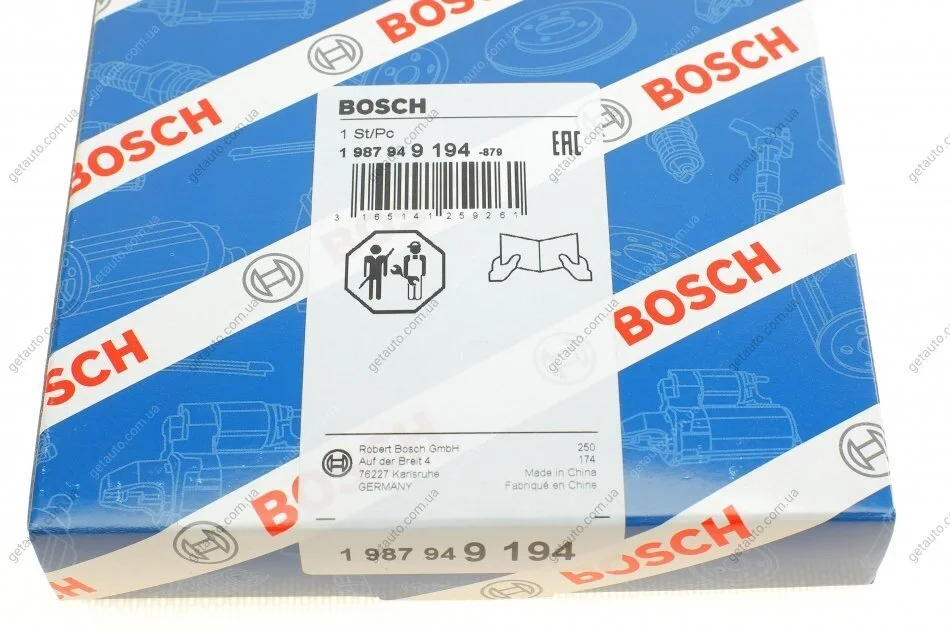 BOSCH
BOSCH
BOSCH
BOSCH
1 St/Pc
1 987 949 194 -879
EAC
3 165141 259261
BOSCH
BOSCH
Robert Bosch GmbH
Auf der Breit 4
76227 Karlsruhe
GERMANY
250
174
Made in China
Fabriqué en Chine
BOSCH
1 987 949 194
getauto.com.ua